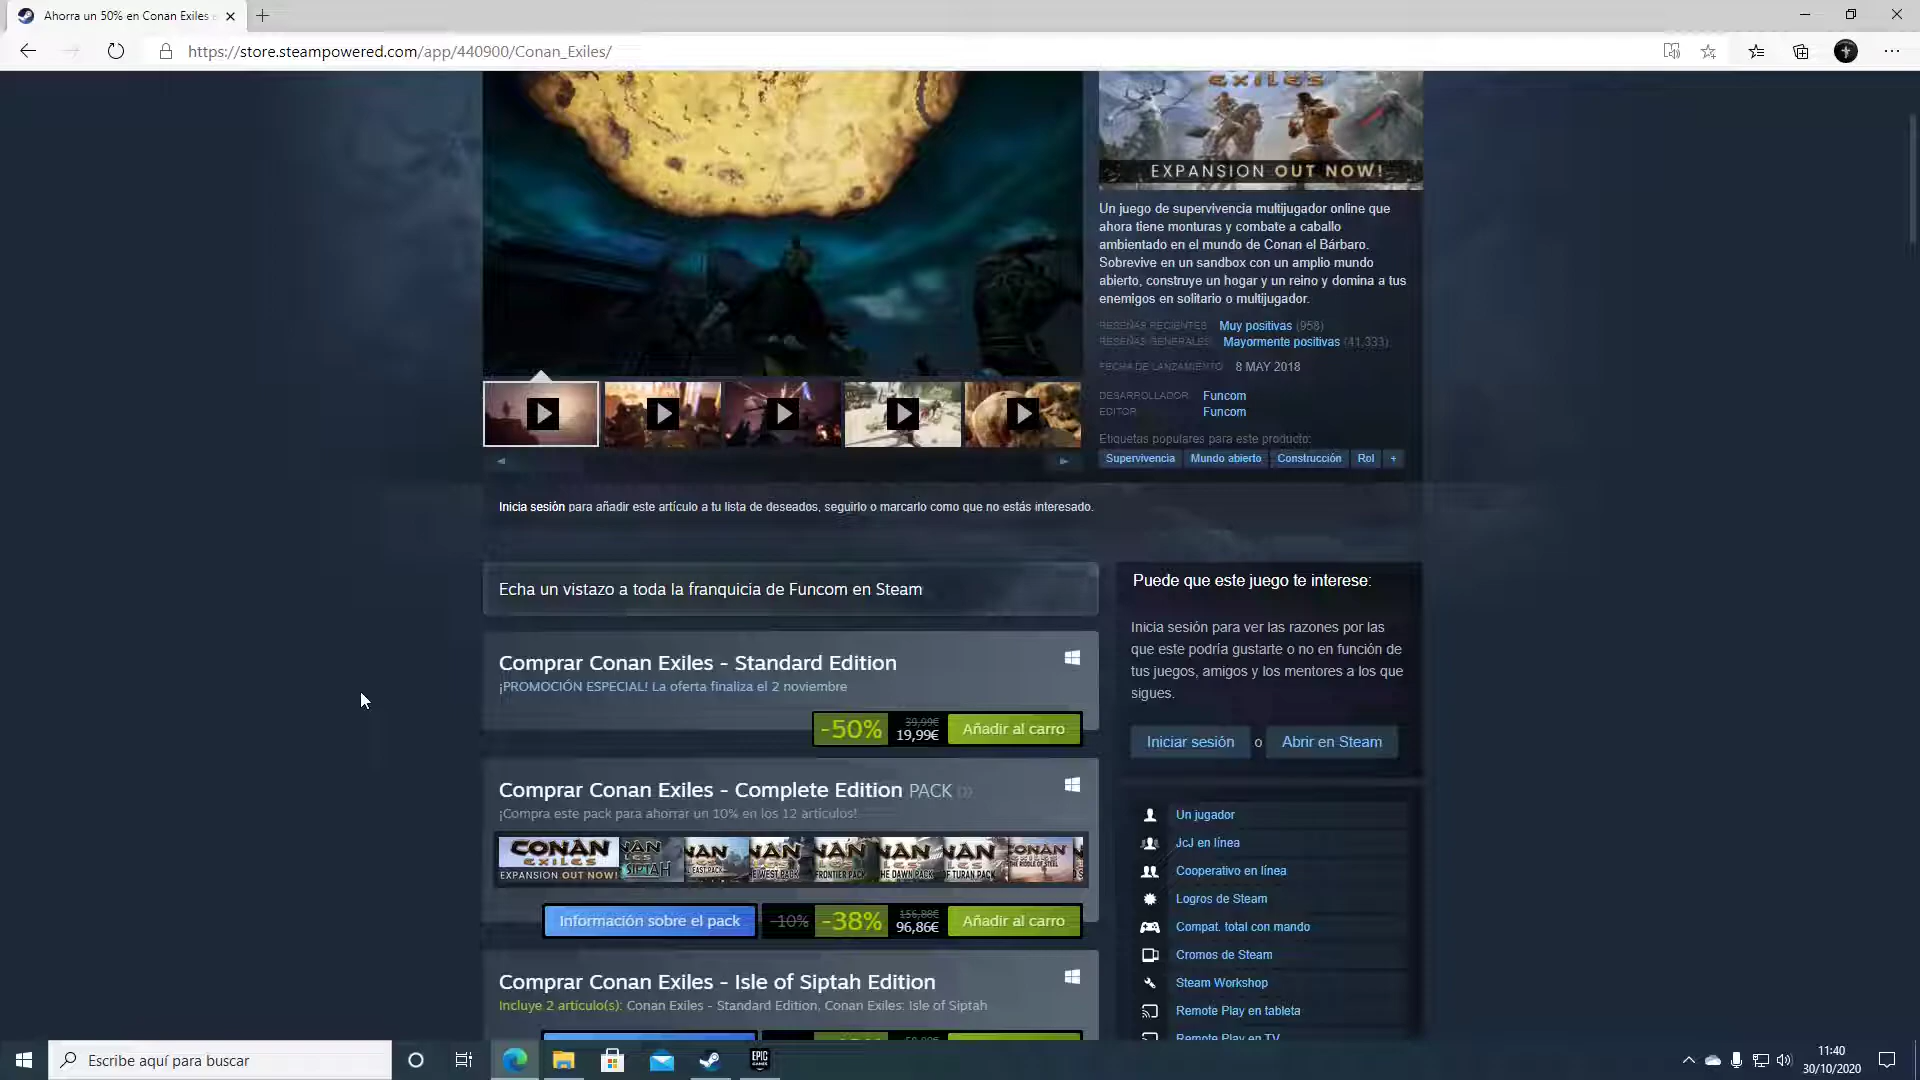 Ahorra un 50% en Conan Exiles
https://store.steampowered.com/app/440900/Conan_Exiles/
EXILES
EXPANSION OUT NOW!
Un juego de supervivencia multijugador online que
ahora tiene monturas y combate a caballo
ambientado en el mundo de Conan el Bárbaro.
Sobrevive en un sandbox con un amplio mundo
abierto, construye un hogar y un reino y domina a tus
enemigos en solitario o multijugador.
RESEÑAS RECIENTES: Muy positivas (958)
RESEÑAS GENERALES: Mayormente positivas (41,333)
FECHA DE LANZAMIENTO: 8 MAY 2018
DESARROLLADOR: Funcom
EDITOR: Funcom
Etiquetas populares para este producto:
Supervivencia Mundo abierto Construcción Rol +
Inicia sesión para añadir este artículo a tu lista de deseados, seguirlo o marcarlo como que no estás interesado.
Echa un vistazo a toda la franquicia de Funcom en Steam
Comprar Conan Exiles - Standard Edition
¡PROMOCIÓN ESPECIAL! La oferta finaliza el 2 noviembre
-50% 39,99€ 19,99€ Añadir al carro
Comprar Conan Exiles - Complete Edition PACK (?)
¡Compra este pack para ahorrar un 10% en los 12 artículos!
CONAN EXILES
EXPANSION OUT NOW!
Información sobre el pack -10% -38% 156,88€ 96,86€ Añadir al carro
Comprar Conan Exiles - Isle of Siptah Edition
Incluye 2 artículo(s): Conan Exiles - Standard Edition, Conan Exiles: Isle of Siptah
Puede que este juego te interese:
Inicia sesión para ver las razones por las
que este podría gustarte o no en función de
tus juegos, amigos y los mentores a los que
sigues.
Iniciar sesión o Abrir en Steam
Un jugador
JcJ en línea
Cooperativo en línea
Logros de Steam
Compat. total con mando
Cromos de Steam
Steam Workshop
Remote Play en tableta
Remote Play en TV
Escribe aquí para buscar
EPIC GAMES
11:40
30/10/2020